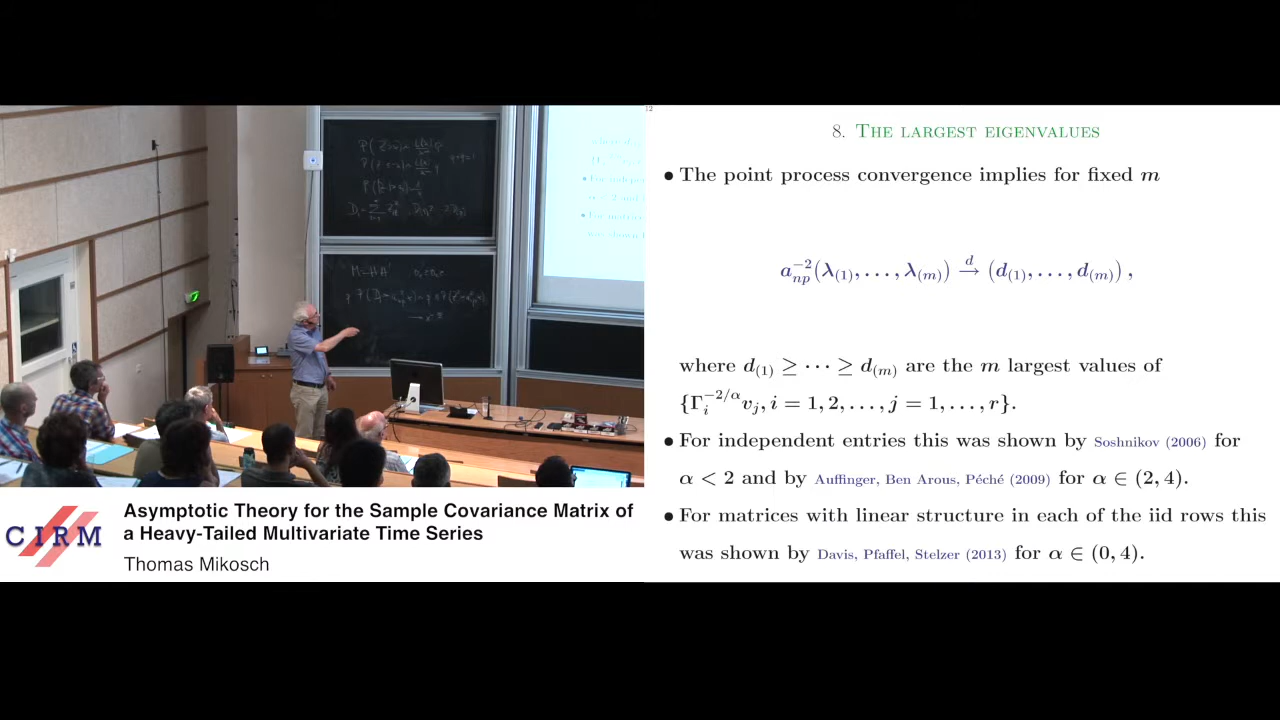 12
8. The largest eigenvalues
• The point process convergence implies for fixed m
a_{np}^{-2}(λ_{(1)}, . . . , λ_{(m)}) →^d (d_{(1)}, . . . , d_{(m)}) ,
where d_{(1)} ≥ · · · ≥ d_{(m)} are the m largest values of
{Γ_i^{-2/α} v_j, i = 1, 2, . . . , j = 1, . . . , r}.
• For independent entries this was shown by Soshnikov (2006) for
α < 2 and by Auffinger, Ben Arous, Péché (2009) for α ∈ (2, 4).
• For matrices with linear structure in each of the iid rows this
was shown by Davis, Pfaffel, Stelzer (2013) for α ∈ (0, 4).
CIRM
Asymptotic Theory for the Sample Covariance Matrix of
a Heavy-Tailed Multivariate Time Series
Thomas Mikosch